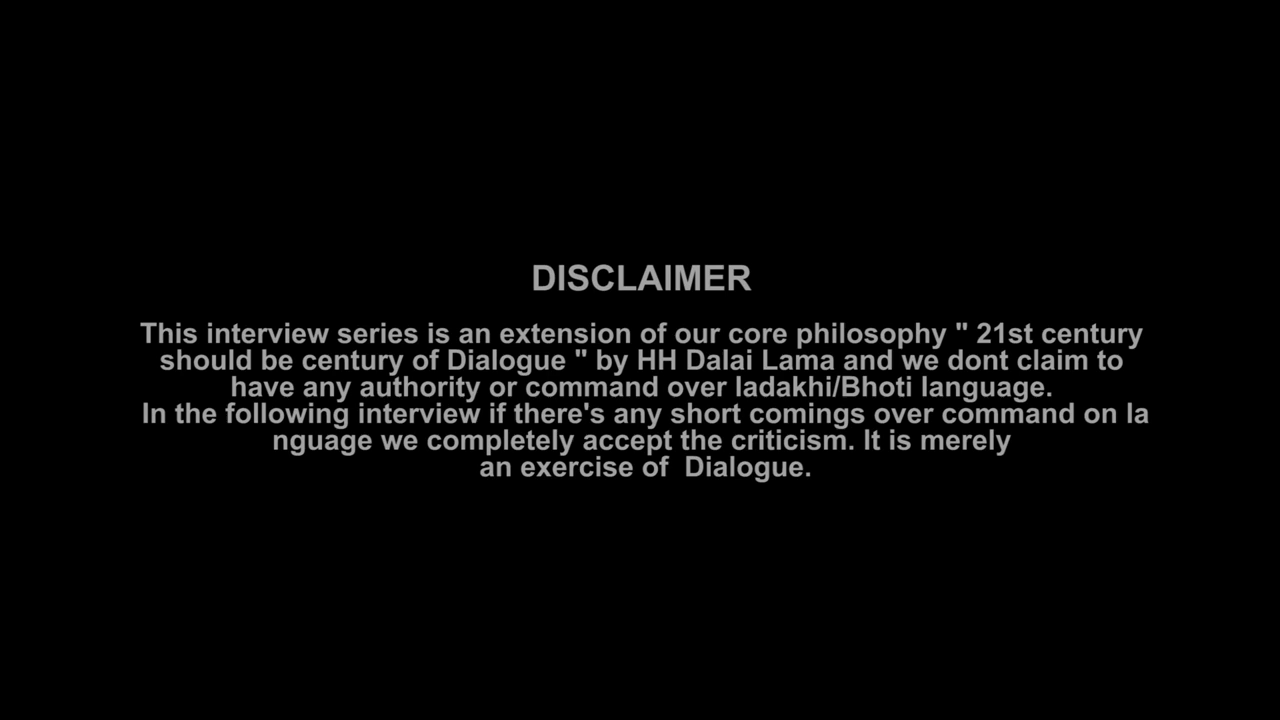 DISCLAIMER
This interview series is an extension of our core philosophy " 21st century
should be century of Dialogue " by HH Dalai Lama and we dont claim to
have any authority or command over ladakhi/Bhoti language.
In the following interview if there's any short comings over command on la
nguage we completely accept the criticism. It is merely
an exercise of  Dialogue.